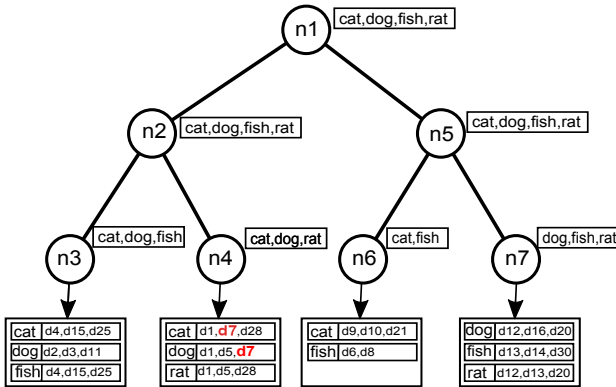 n1
cat,dog,fish,rat
n2
cat,dog,fish,rat
n5
cat,dog,fish,rat
n3
cat,dog,fish
n4
cat,dog,rat
n6
cat,fish
n7
dog,fish,rat
cat d4,d15,d25
dog d2,d3,d11
fish d4,d15,d25
cat d1,d7,d28
dog d1,d5,d7
rat d1,d5,d28
cat d9,d10,d21
fish d6,d8
dog d12,d16,d20
fish d13,d14,d30
rat d12,d13,d20